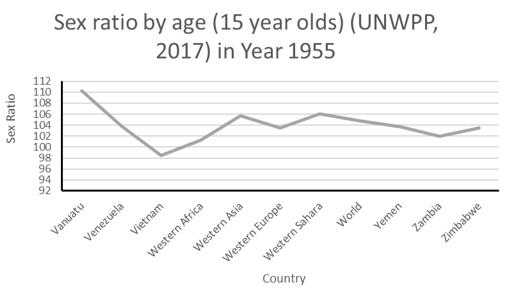 Sex ratio by age (15 year olds) (UNWPP,
2017) in Year 1955
112
110
108
106
104
102
100
98
96
94
92
Sex Ratio
Vanuatu
Venezuela
Vietnam
Western Africa
Western Asia
Western Europe
Western Sahara
World
Yemen
Zambia
Zimbabwe
Country